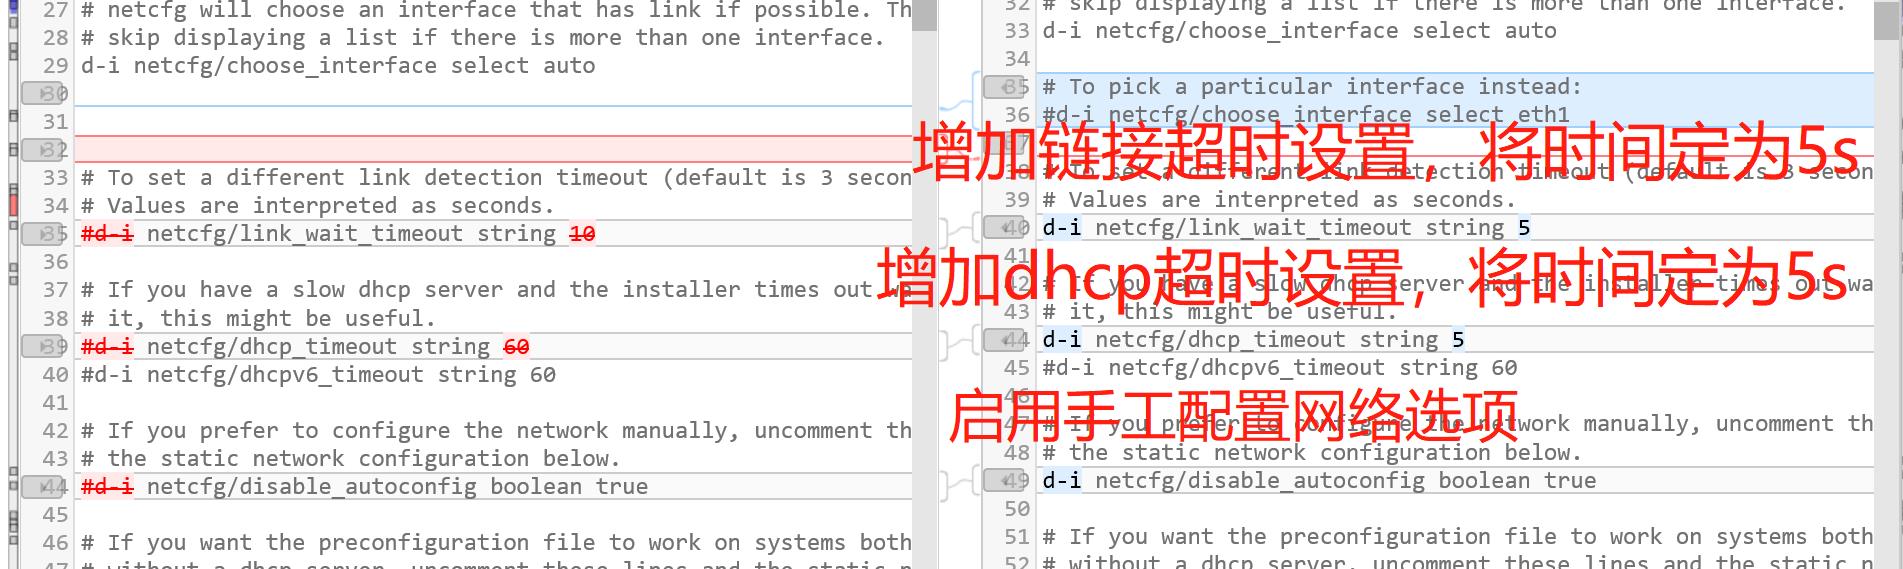 27 # netcfg will choose an interface that has link if possible. Th
28 # skip displaying a list if there is more than one interface.
29 d-i netcfg/choose_interface select auto
30
31
32
33 # To set a different link detection timeout (default is 3 secon
34 # Values are interpreted as seconds.
35 #d-i netcfg/link_wait_timeout string 10
36
37 # If you have a slow dhcp server and the installer times out
38 # it, this might be useful.
39 #d-i netcfg/dhcp_timeout string 60
40 #d-i netcfg/dhcpv6_timeout string 60
41
42 # If you prefer to configure the network manually, uncomment th
43 # the static network configuration below.
44 #d-i netcfg/disable_autoconfig boolean true
45
46 # If you want the preconfiguration file to work on systems both
47 # without a dhcp server, uncomment these lines and the static n
32 # skip displaying a list if there is more than one interface.
33 d-i netcfg/choose_interface select auto
34
35 # To pick a particular interface instead:
36 #d-i netcfg/choose_interface select eth1
37
增加链接超时设置，将时间定为5s
38 # To set a different link detection timeout (default is 3 secon
39 # Values are interpreted as seconds.
40 d-i netcfg/link_wait_timeout string 5
41
增加dhcp超时设置，将时间定为5s
42 # If you have a slow dhcp server and the installer times out wa
43 # it, this might be useful.
44 d-i netcfg/dhcp_timeout string 5
45 #d-i netcfg/dhcpv6_timeout string 60
46
启用手工配置网络选项
47 # If you prefer to configure the network manually, uncomment th
48 # the static network configuration below.
49 d-i netcfg/disable_autoconfig boolean true
50
51 # If you want the preconfiguration file to work on systems both
52 # without a dhcp server, uncomment these lines and the static n